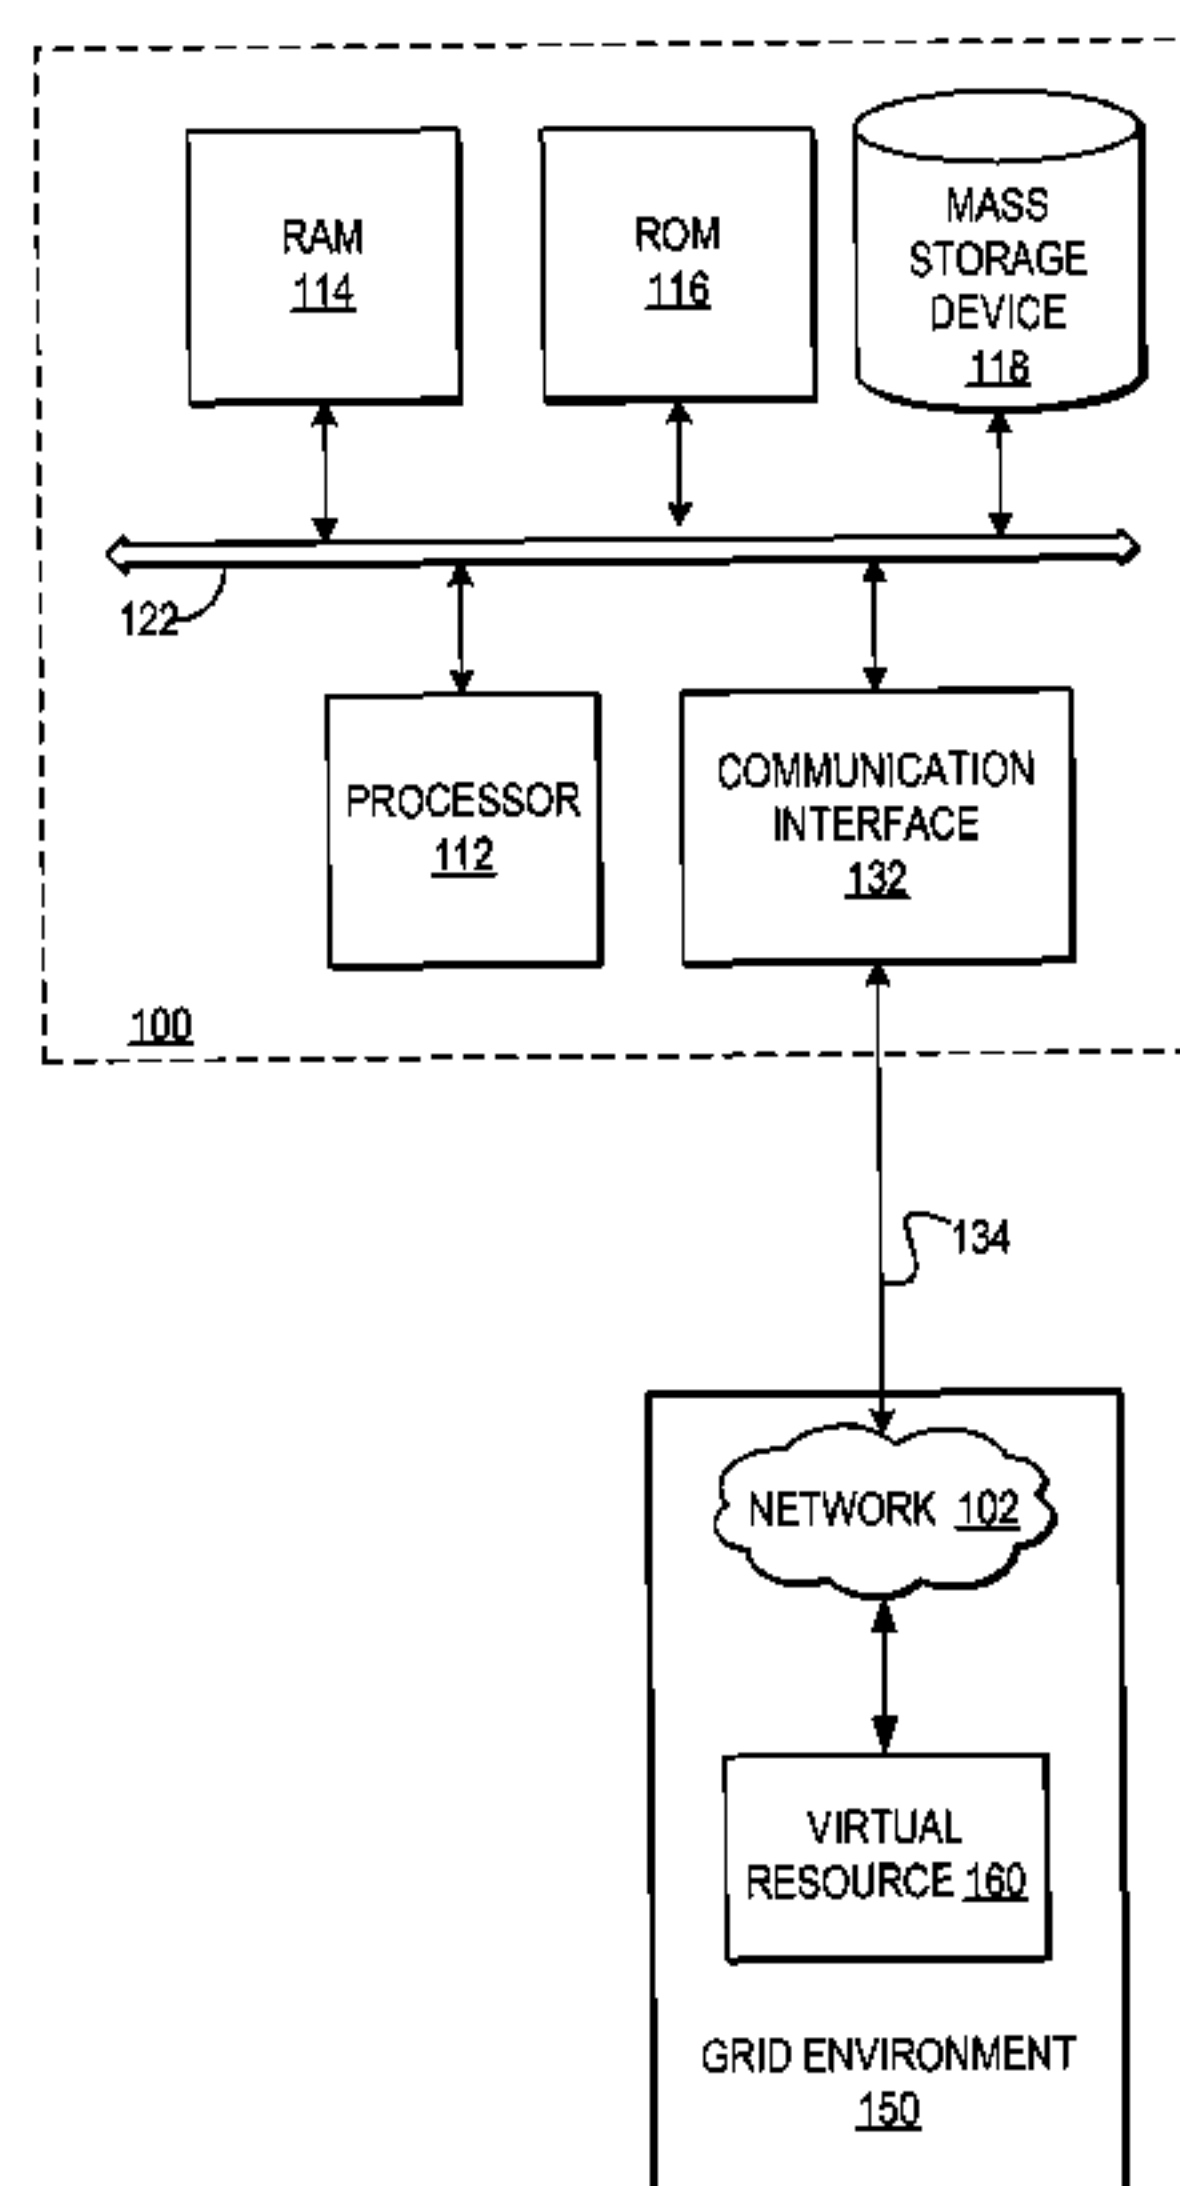 RAM
114
ROM
116
MASS
STORAGE
DEVICE
118
122
PROCESSOR
112
COMMUNICATION
INTERFACE
132
100
134
NETWORK 102
VIRTUAL
RESOURCE 160
GRID ENVIRONMENT
150